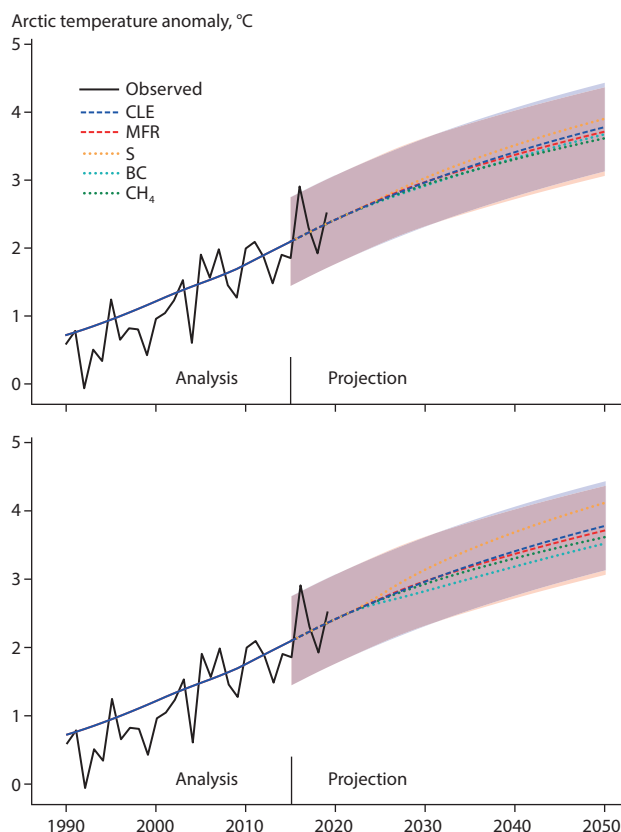 Arctic temperature anomaly, °C
5
Observed
CLE
4
MFR
S
BC
CH₄
3
2
1
Analysis Projection
0
5
4
3
2
1
Analysis Projection
0
1990 2000 2010 2020 2030 2040 2050